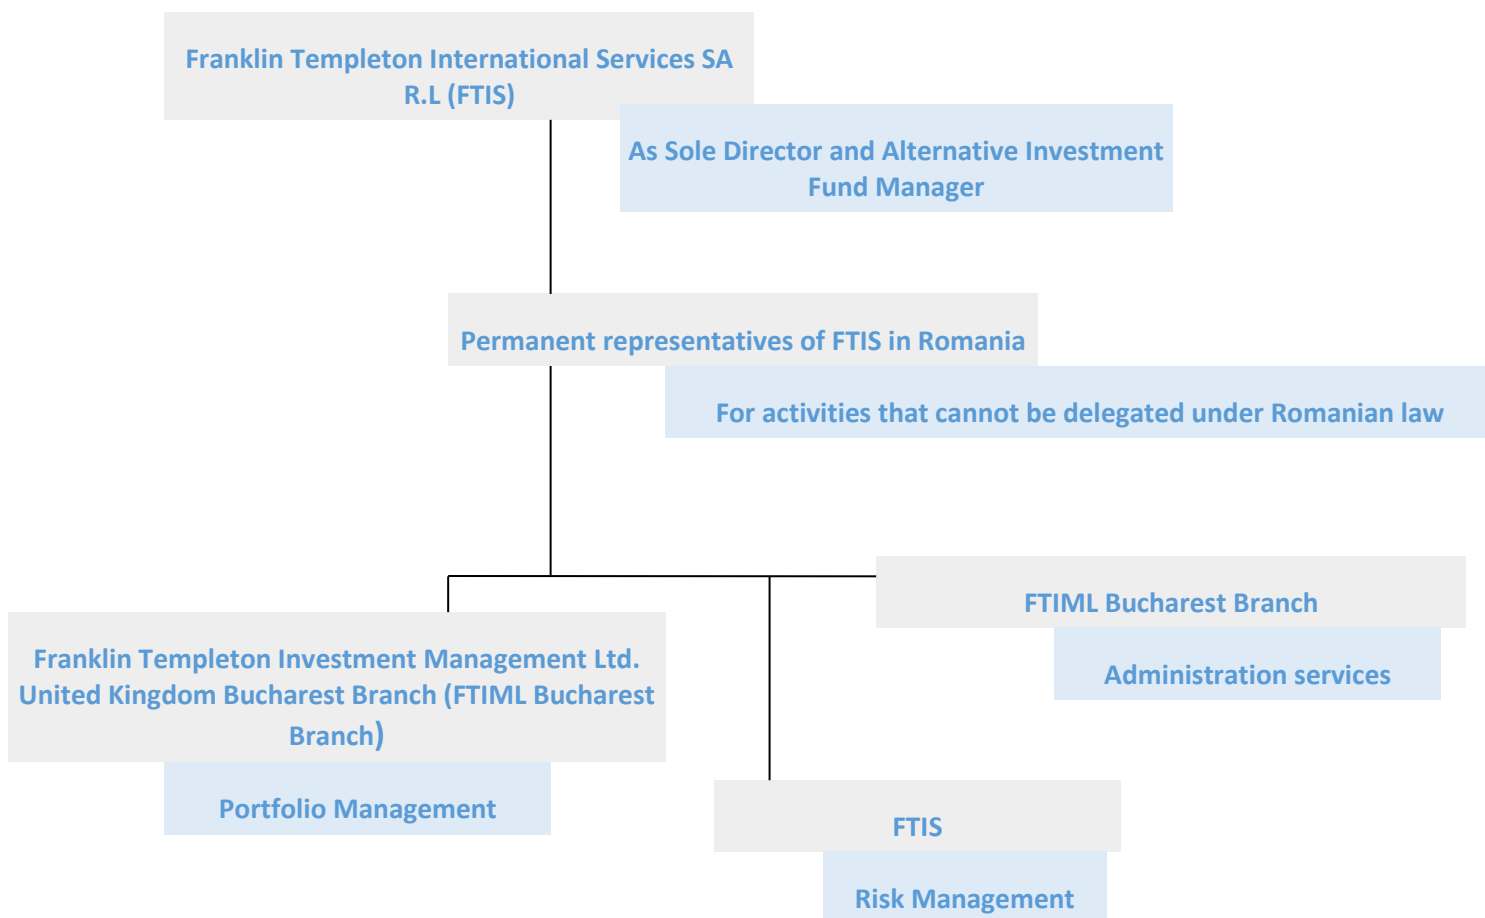 Franklin Templeton International Services SA
R.L (FTIS)
As Sole Director and Alternative Investment
Fund Manager
Permanent representatives of FTIS in Romania
For activities that cannot be delegated under Romanian law
FTIML Bucharest Branch
Administration services
Franklin Templeton Investment Management Ltd.
United Kingdom Bucharest Branch (FTIML Bucharest
Branch)
Portfolio Management
FTIS
Risk Management